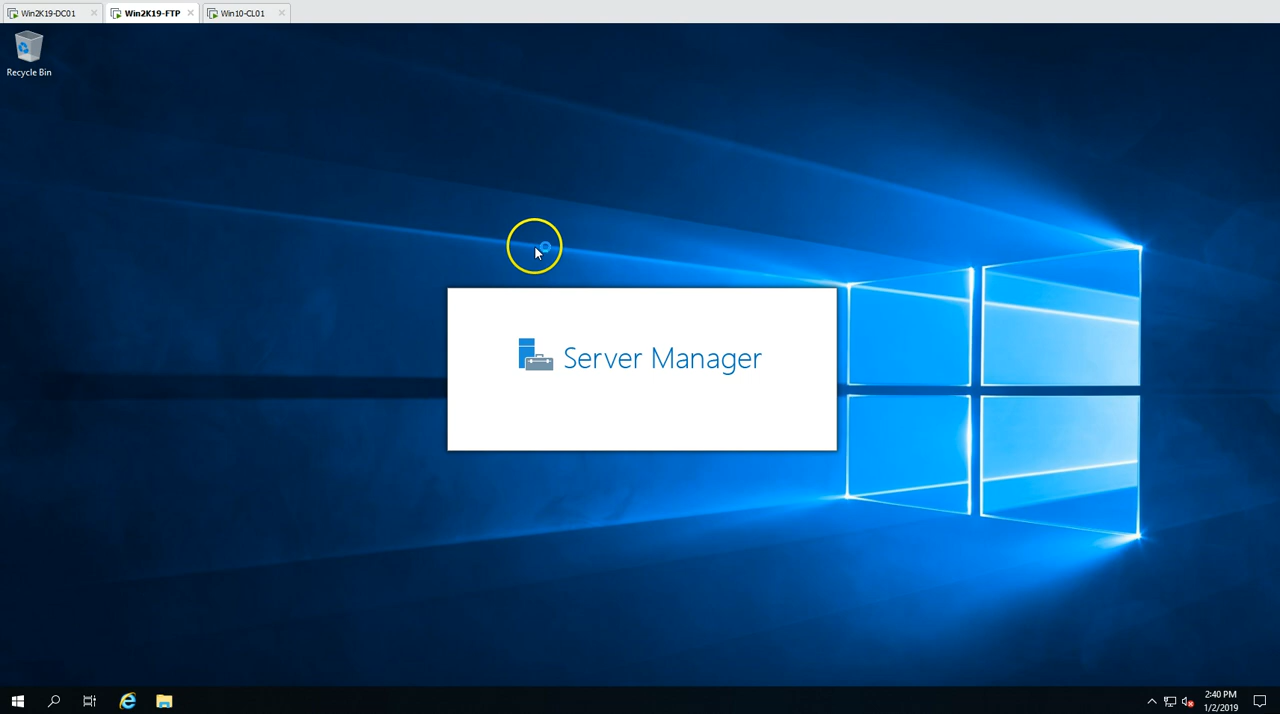 Win2K19-DC01
Win2K19-FTP
Win10-CL01
Recycle Bin
Server Manager
2:40 PM
1/2/2019